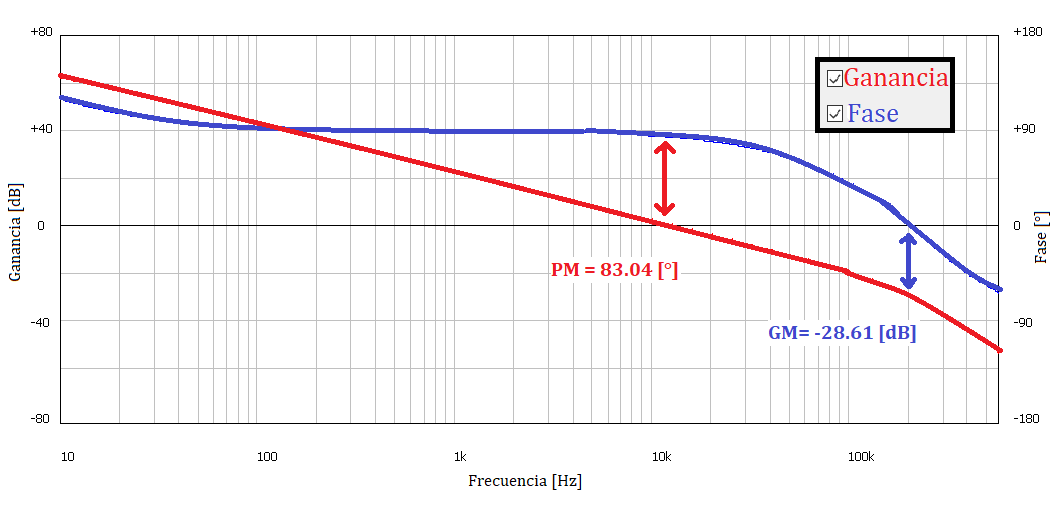 +80
+180
Ganancia
Fase
+40
+90
0
0
Ganancia [dB]
Fase [°]
PM = 83.04 [°]
GM= -28.61 [dB]
-40
-90
-80
-180
10
100
1k
10k
100k
Frecuencia [Hz]